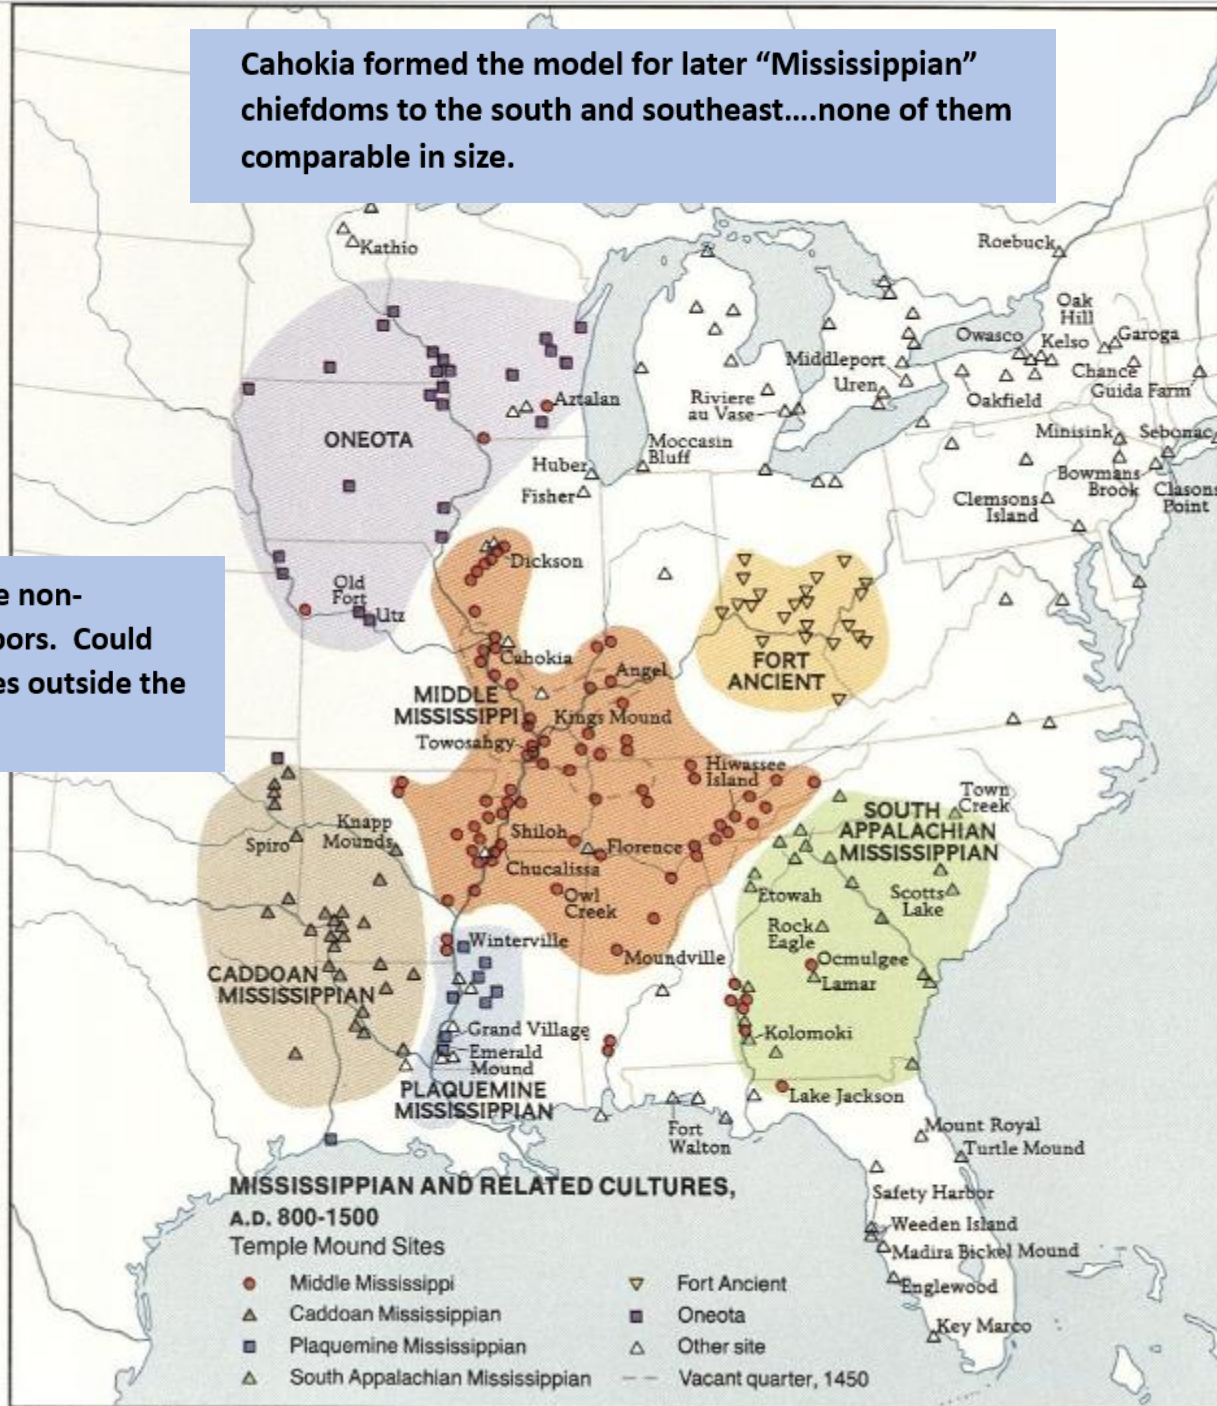 Cahokia formed the model for later “Mississippian”
chiefdoms to the south and southeast....none of them
comparable in size.
Kathio
Roebuck
Oak
Hill
Owasco
Kelso
Garoga
Middleport
Chance
Uren
Guida Farm
Riviere
au Vase
Oakfield
Aztalan
ONEOTA
Moccasin
Bluff
Minisink
Sebonac
Huber
Bowmans
Brook
Fisher
Clemsons
Island
Clasons
Point
Dickson
e non-
bors. Could
es outside the
Old
Fort
Utz
Cahokia
Angel
FORT
ANCIENT
MIDDLE
MISSISSIPPI
Kings Mound
Towosahgy
Hiwassee
Island
Town
Creek
SOUTH
APPALACHIAN
MISSISSIPPIAN
Knapp
Mounds
Spiro
Shiloh
Florence
Chucalissa
Etowah
Scotts
Lake
Owl
Creek
Rock
Eagle
Winterville
Moundville
Ocmulgee
Lamar
CADDOAN
MISSISSIPPIAN
Grand Village
Kolomoki
Emerald
Mound
PLAQUEMINE
MISSISSIPPIAN
Lake Jackson
Fort
Walton
Mount Royal
Turtle Mound
Safety Harbor
Weeden Island
Madira Bickel Mound
Englewood
Key Marco
MISSISSIPPIAN AND RELATED CULTURES,
A.D. 800-1500
Temple Mound Sites
Middle Mississippi
Fort Ancient
Caddoan Mississippian
Oneota
Plaquemine Mississippian
Other site
South Appalachian Mississippian
Vacant quarter, 1450